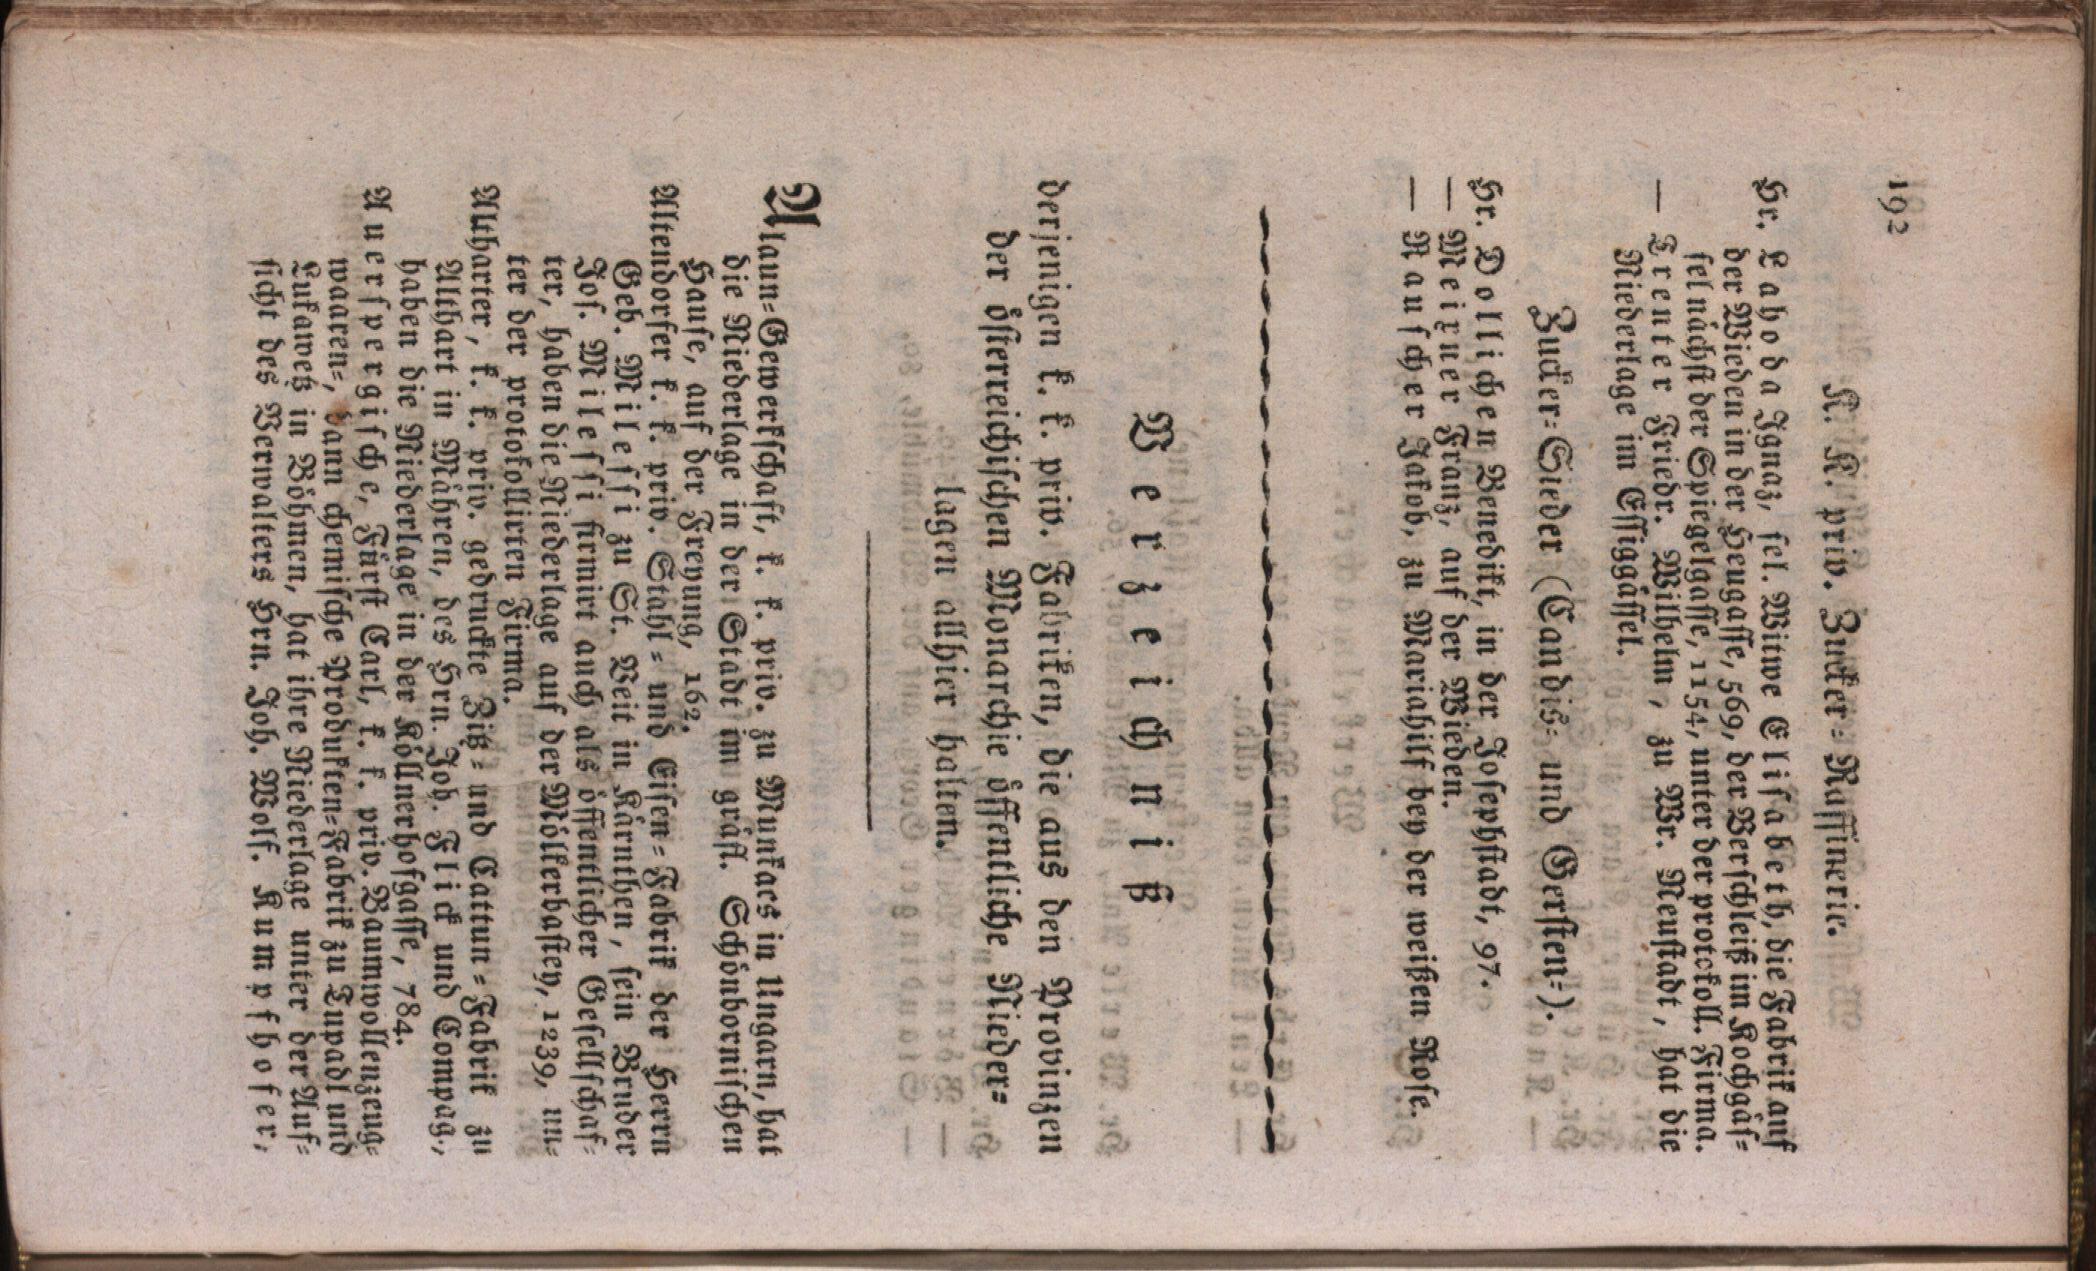 192
K. K. priv. Zucker-Raffinerie.
Hr. Lahoda Ignaz, sel. Witwe Elisabeth, die Fabrik auf
der Wieden in der Heugasse, 569, der Verschleiß im Kochgäs-
sel nächst der Spiegelgasse, 1154, unter der protokoll. Firma.
— Trenter Friedr. Wilhelm, zu Wr. Neustadt, hat die
Niederlage im Essiggässel.
Zucker-Sieder (Candis- und Gersten-).
Hr. Dollichen Benedikt, in der Josephstadt, 97.
— Meixner Franz, auf der Wieden.
— Rauscher Jakob, zu Mariahilf bey der weißen Rose.
Verzeichniß
derjenigen k. k. priv. Fabriken, die aus den Provinzen
der österreichischen Monarchie öffentliche Nieder-
lagen allhier halten.
Alaun-Gewerkschaft, k. k. priv. zu Munkacs in Ungarn, hat
die Niederlage in der Stadt im gräfl. Schönbornischen
Hause, auf der Freyung, 162.
Altendorfer k. k. priv. Stahl- und Eisen-Fabrik der Herrn
Geb. Milessi zu St. Veit in Kärnthen, sein Bruder
Jos. Milessi firmirt auch als öffentlicher Gesellschaf-
ter, haben die Niederlage auf der Mölkerbastey, 1239, un-
ter der protokollirten Firma.
Altharter, k. k. priv. gedruckte Ziß- und Cattun-Fabrik zu
Althart in Mähren, des Hrn. Joh. Flick und Compag.,
haben die Niederlage in der Köllnerhofgasse, 784.
Auerspergische, Fürst Carl, k. k. priv. Baumwollenzeug-
waaren-, dann chemische Produkten-Fabrik zu Tupadl und
Lukawetz in Böhmen, hat ihre Niederlage unter der Auf-
sicht des Verwalters Hrn. Joh. Wolf. Kumpfhofer,